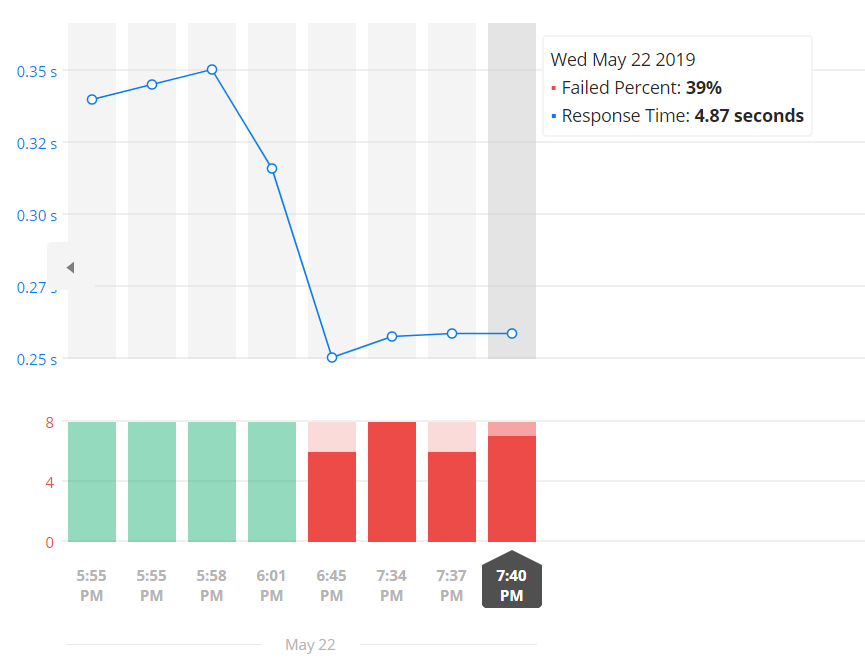 Wed May 22 2019
Failed Percent: 39%
Response Time: 4.87 seconds
0.35 s
0.32 s
0.30 s
0.27 s
0.25 s
8
4
0
5:55 PM
5:55 PM
5:58 PM
6:01 PM
6:45 PM
7:34 PM
7:37 PM
7:40 PM
May 22